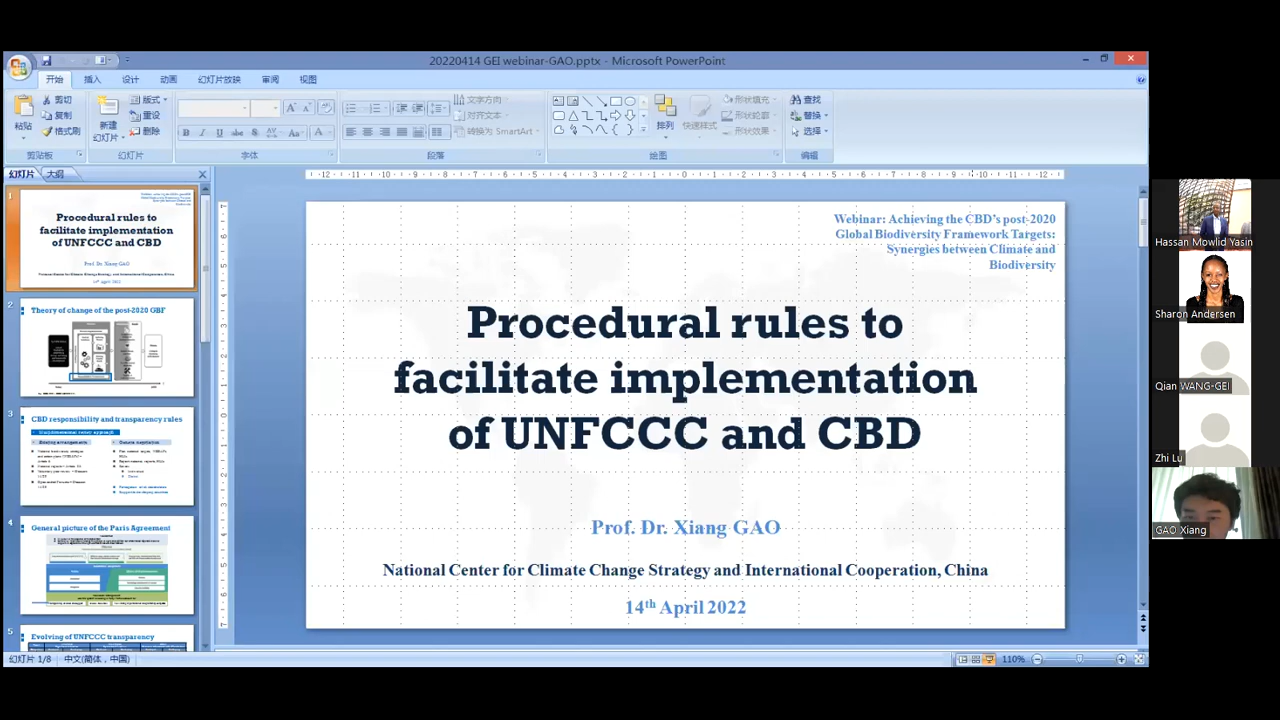 20220414 GEI webinar-GAO.pptx - Microsoft PowerPoint
开始 插入 设计 动画 幻灯片放映 审阅 视图
粘贴
剪切
复制
格式刷
剪贴板
新建
幻灯片
版式
重设
删除
幻灯片
字体
文字方向
对齐文本
转换为 SmartArt
段落
排列
快速样式
形状填充
形状轮廓
形状效果
绘图
查找
替换
选择
编辑
幻灯片 大纲
1
Procedural rules to
facilitate implementation
of UNFCCC and CBD
Prof. Dr. Xiang GAO
2
Theory of change of the post-2020 GBF
3
CBD responsibility and transparency rules
4
General picture of the Paris Agreement
5
Evolving of UNFCCC transparency
Webinar: Achieving the CBD's post-2020
Global Biodiversity Framework Targets:
Synergies between Climate and
Biodiversity
Procedural rules to
facilitate implementation
of UNFCCC and CBD
Prof. Dr. Xiang GAO
National Center for Climate Change Strategy and International Cooperation, China
14th April 2022
Hassan Mowlid Yasin
Sharon Andersen
Qian WANG-GEI
Zhi Lu
GAO Xiang
幻灯片 1/8 中文(简体，中国)
110%